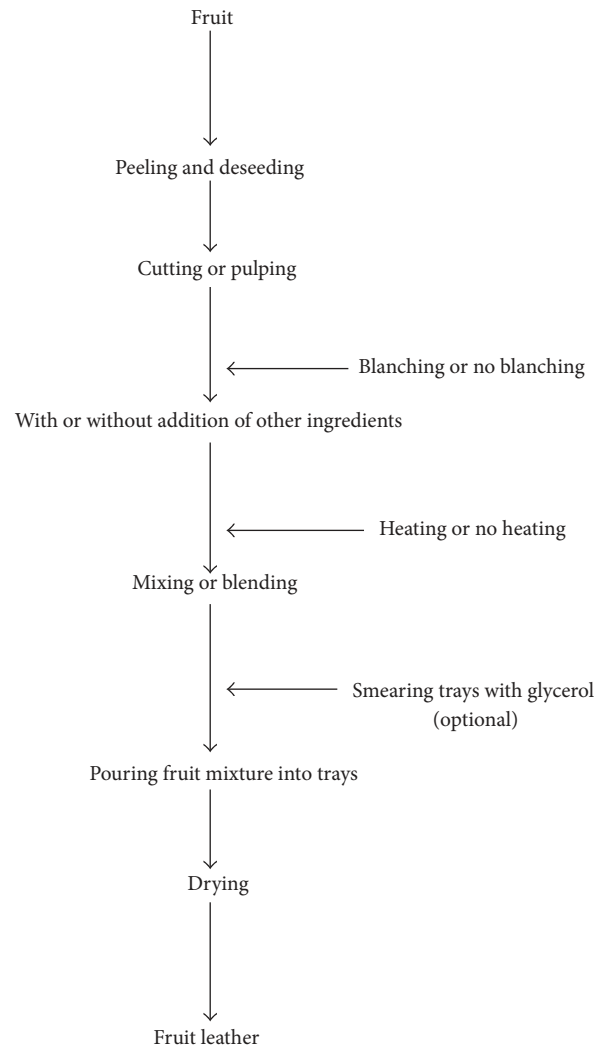 Fruit
Peeling and deseeding
Cutting or pulping
Blanching or no blanching
With or without addition of other ingredients
Heating or no heating
Mixing or blending
Smearing trays with glycerol
(optional)
Pouring fruit mixture into trays
Drying
Fruit leather